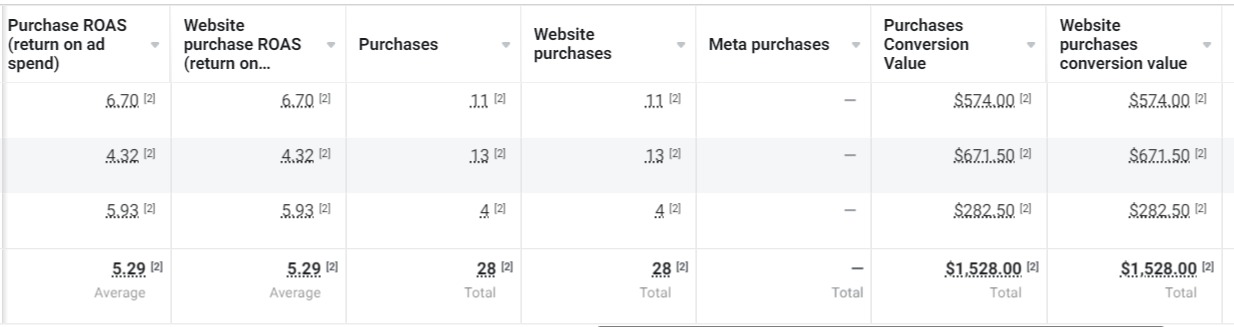 Purchase ROAS (return on ad spend) Website purchase ROAS (return on... Purchases Website purchases Meta purchases Purchases Conversion Value Website purchases conversion value
6.70 [2] 6.70 [2] 11 [2] 11 [2] — $574.00 [2] $574.00 [2]
4.32 [2] 4.32 [2] 13 [2] 13 [2] — $671.50 [2] $671.50 [2]
5.93 [2] 5.93 [2] 4 [2] 4 [2] — $282.50 [2] $282.50 [2]
5.29 [2] 5.29 [2] 28 [2] 28 [2] — $1,528.00 [2] $1,528.00 [2]
Average Average Total Total Total Total Total